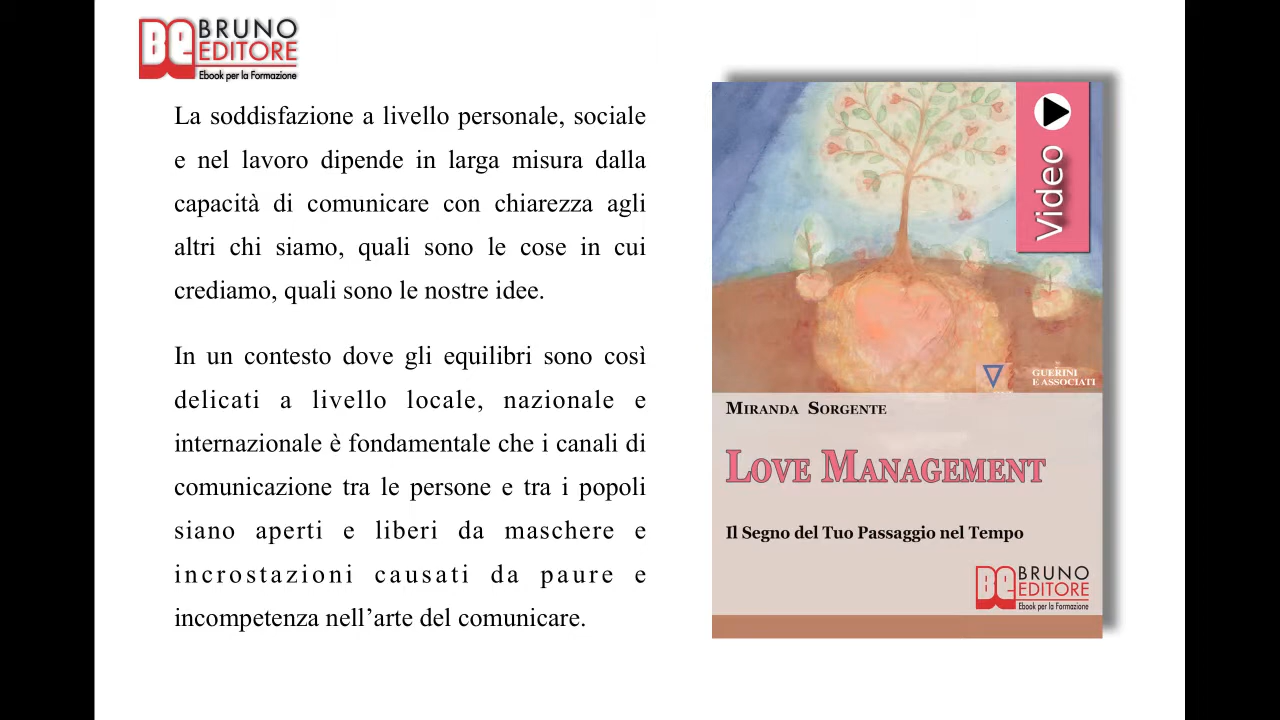 BRUNO
EDITORE
Ebook per la Formazione
La soddisfazione a livello personale, sociale
e nel lavoro dipende in larga misura dalla
capacità di comunicare con chiarezza agli
altri chi siamo, quali sono le cose in cui
crediamo, quali sono le nostre idee.
In un contesto dove gli equilibri sono così
delicati a livello locale, nazionale e
internazionale è fondamentale che i canali di
comunicazione tra le persone e tra i popoli
siano aperti e liberi da maschere e
incrostazioni causati da paure e
incompetenza nell’arte del comunicare.
Video
GUERINI
E ASSOCIATI
MIRANDA SORGENTE
LOVE MANAGEMENT
Il Segno del Tuo Passaggio nel Tempo
BRUNO
EDITORE
Ebook per la Formazione